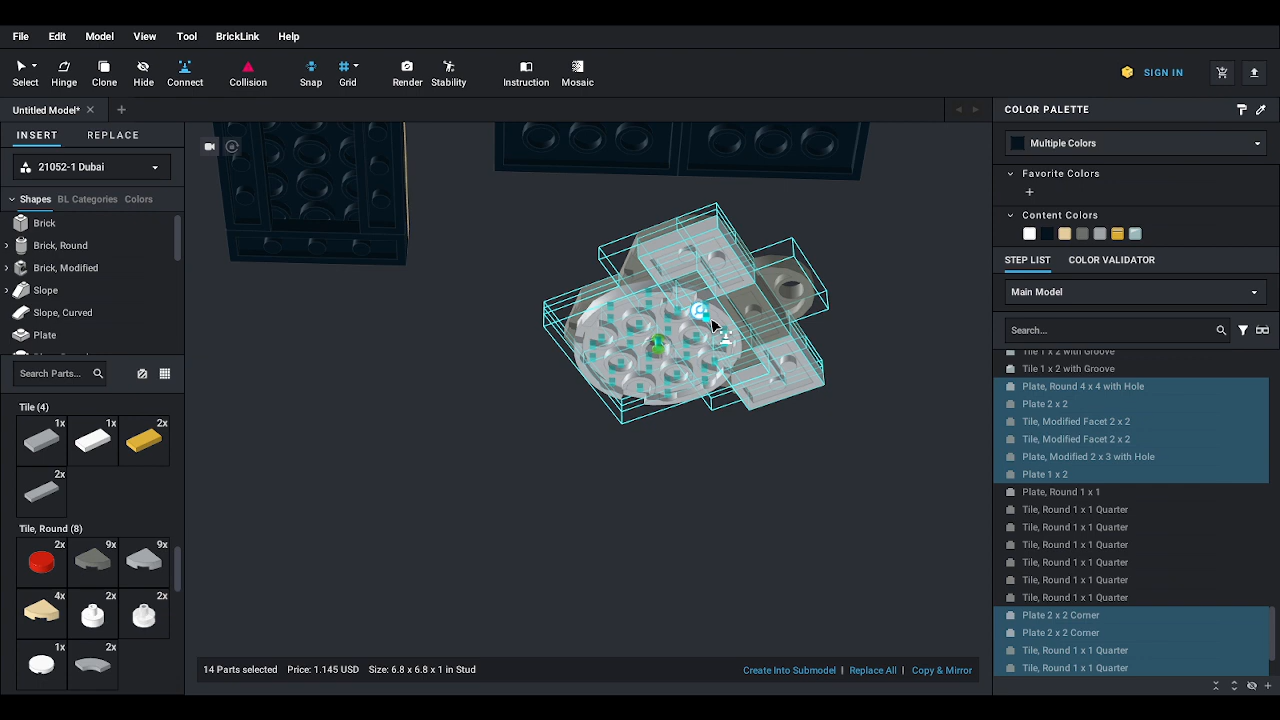 File Edit Model View Tool BrickLink Help
Select Hinge Clone Hide Connect Collision Snap Grid Render Stability Instruction Mosaic
SIGN IN
Untitled Model*
INSERT REPLACE
21052-1 Dubai
Shapes BL Categories Colors
Brick
Brick, Round
Brick, Modified
Slope
Slope, Curved
Plate
Search Parts...
Tile (4)
1x 1x 2x
2x
Tile, Round (8)
2x 9x 9x
4x 2x 2x
1x 2x
14 Parts selected Price: 1.145 USD Size: 6.8 x 6.8 x 1 in Stud
Create Into Submodel | Replace All | Copy & Mirror
COLOR PALETTE
Multiple Colors
Favorite Colors
Content Colors
STEP LIST COLOR VALIDATOR
Main Model
Search...
Tile 1 x 2 with Groove
Tile 1 x 2 with Groove
Plate, Round 4 x 4 with Hole
Plate 2 x 2
Tile, Modified Facet 2 x 2
Tile, Modified Facet 2 x 2
Plate, Modified 2 x 3 with Hole
Plate 1 x 2
Plate, Round 1 x 1
Tile, Round 1 x 1 Quarter
Tile, Round 1 x 1 Quarter
Tile, Round 1 x 1 Quarter
Tile, Round 1 x 1 Quarter
Tile, Round 1 x 1 Quarter
Tile, Round 1 x 1 Quarter
Plate 2 x 2 Corner
Plate 2 x 2 Corner
Tile, Round 1 x 1 Quarter
Tile, Round 1 x 1 Quarter